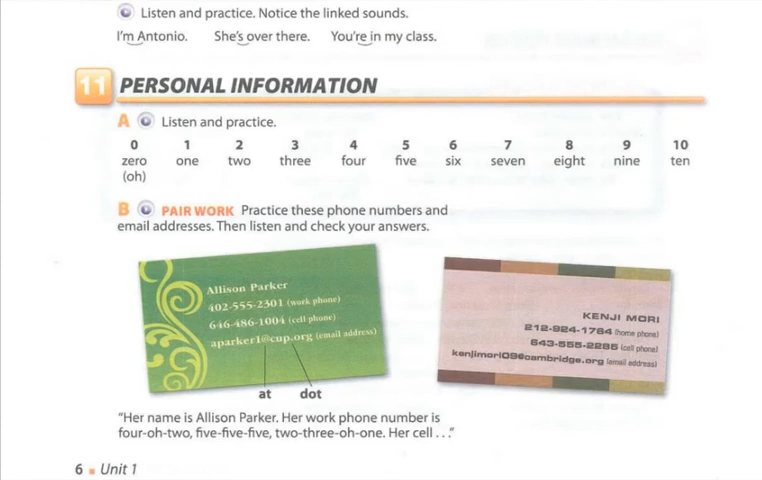 Listen and practice. Notice the linked sounds.
I'm Antonio. She's over there. You're in my class.
11 PERSONAL INFORMATION
A Listen and practice.
0 1 2 3 4 5 6 7 8 9 10
zero one two three four five six seven eight nine ten
(oh)
B PAIR WORK Practice these phone numbers and
email addresses. Then listen and check your answers.
Allison Parker
402-555-2301 (work phone)
646-486-1004 (cell phone)
aparker1@cup.org (email address)
at dot
KENJI MORI
212-924-1764 (home phone)
643-555-2285 (cell phone)
kenjimori09@cambridge.org (email address)
"Her name is Allison Parker. Her work phone number is
four-oh-two, five-five-five, two-three-oh-one. Her cell . . ."
6 Unit 1